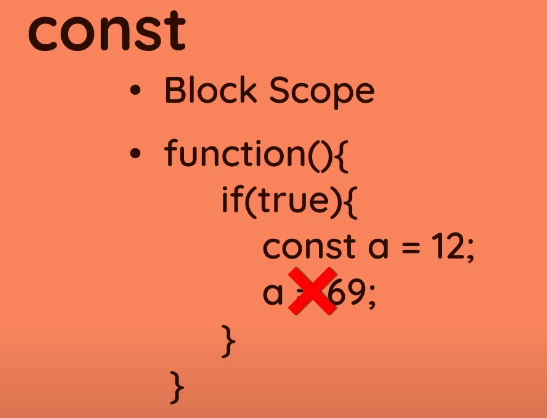 const
• Block Scope
• function(){
if(true){
const a = 12;
a = 69;
}
}